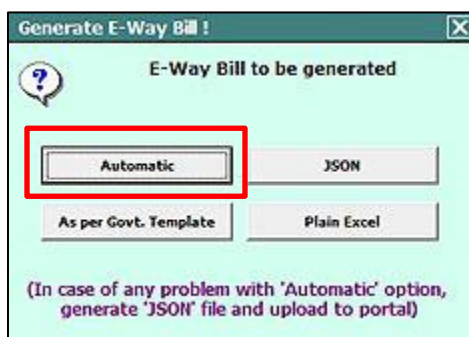 Generate E-Way Bill !
E-Way Bill to be generated
Automatic
JSON
As per Govt. Template
Plain Excel
(In case of any problem with 'Automatic' option,
generate 'JSON' file and upload to portal)